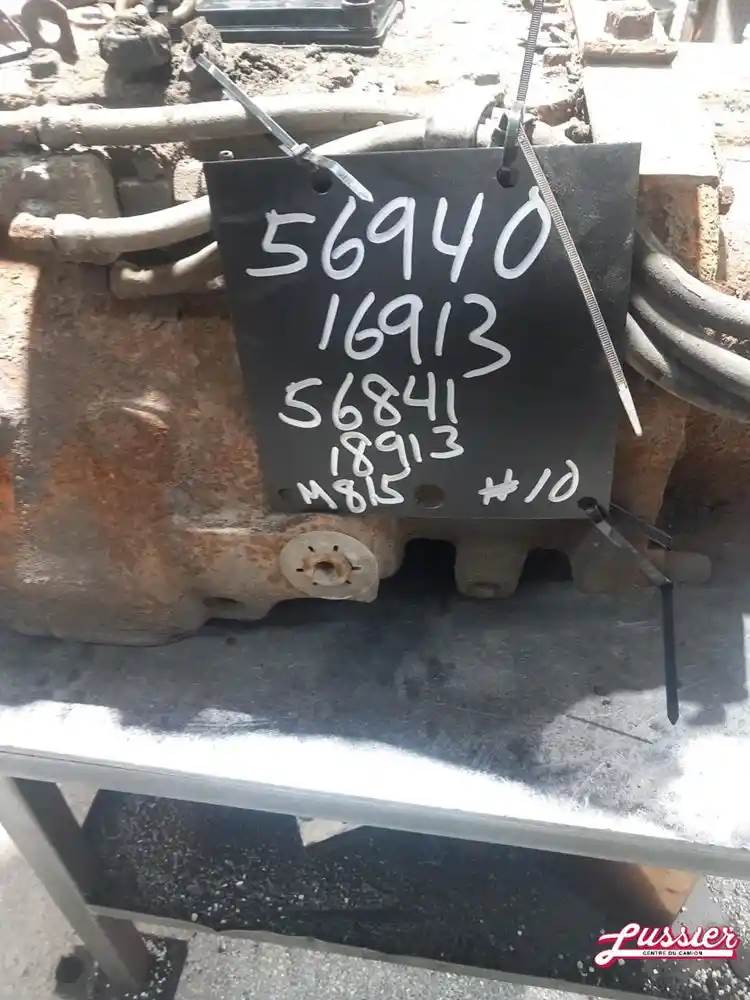 56940
16913
56841
18913
M815 #10
Lussier
CENTRE DU CAMION